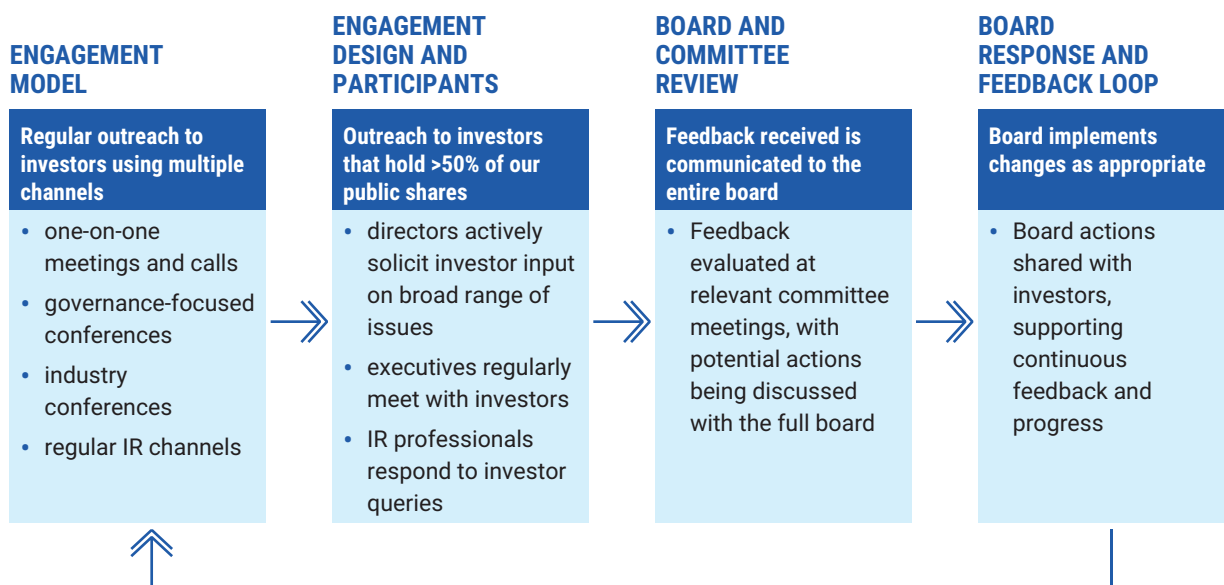 ENGAGEMENT
MODEL
Regular outreach to
investors using multiple
channels
• one-on-one
meetings and calls
• governance-focused
conferences
• industry
conferences
• regular IR channels
ENGAGEMENT
DESIGN AND
PARTICIPANTS
Outreach to investors
that hold >50% of our
public shares
• directors actively
solicit investor input
on broad range of
issues
• executives regularly
meet with investors
• IR professionals
respond to investor
queries
BOARD AND
COMMITTEE
REVIEW
Feedback received is
communicated to the
entire board
• Feedback
evaluated at
relevant committee
meetings, with
potential actions
being discussed
with the full board
BOARD
RESPONSE AND
FEEDBACK LOOP
Board implements
changes as appropriate
• Board actions
shared with
investors,
supporting
continuous
feedback and
progress